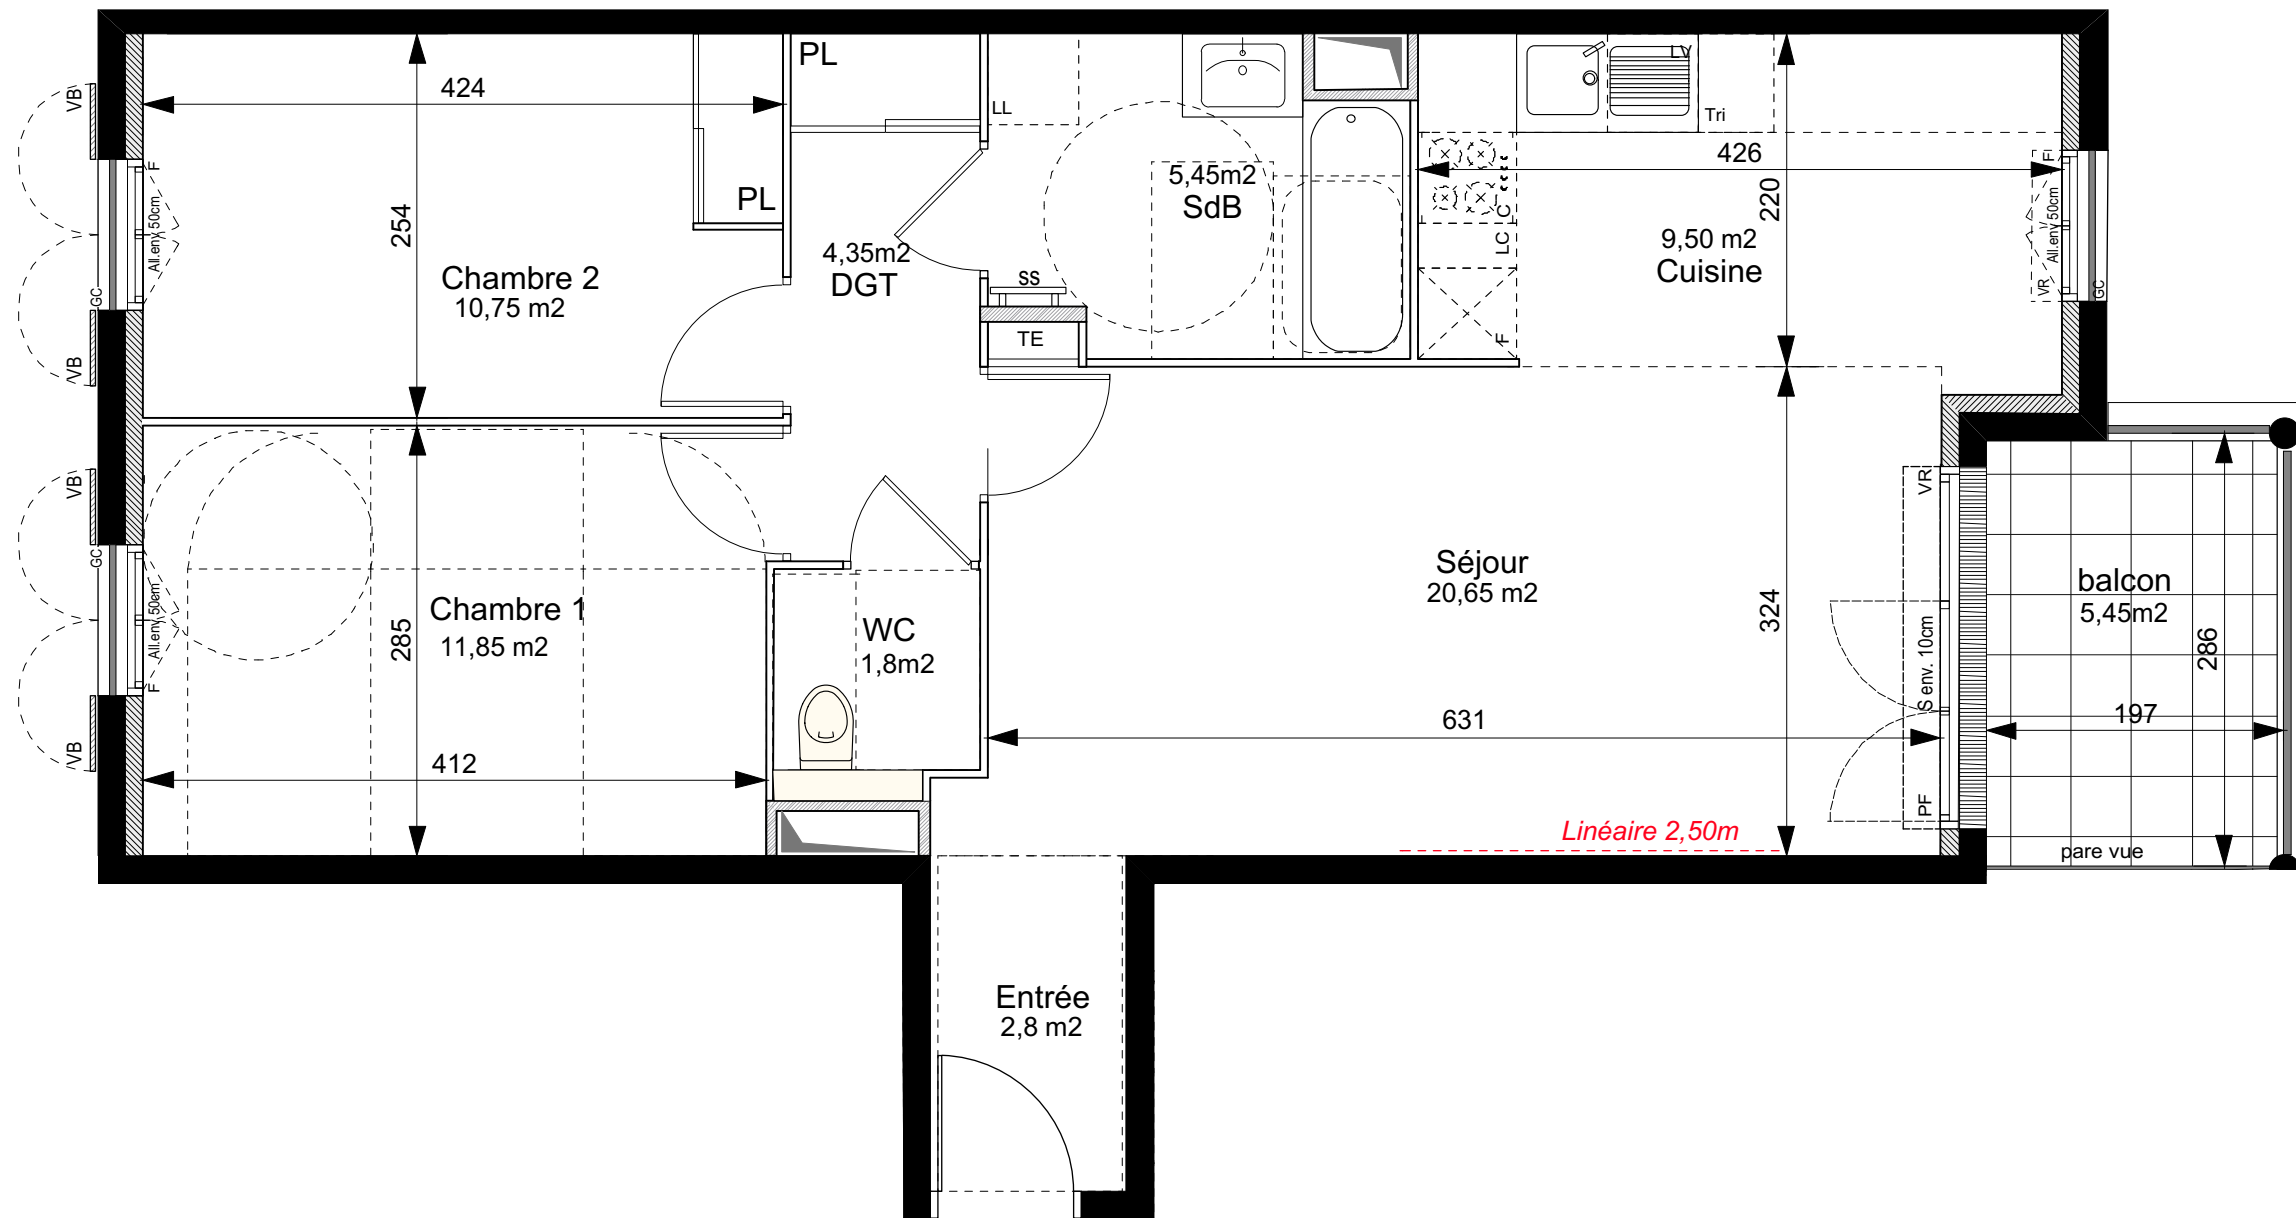 PL
424
VB
LL
LV
Tri
426
F
F
All.env 50cm
254
PL
5,45m2
SdB
220
C
LC
9,50 m2
Cuisine
All.env 50cm
VR
GC
4,35m2
DGT
SS
Chambre 2
10,75 m2
GC
TE
F
VB
VB
VR
GC
All.env 50cm
F
285
Chambre 1
11,85 m2
WC
1,8m2
Séjour
20,65 m2
324
S env. 10cm
balcon
5,45m2
286
197
631
412
VB
PF
Linéaire 2,50m
pare vue
Entrée
2,8 m2